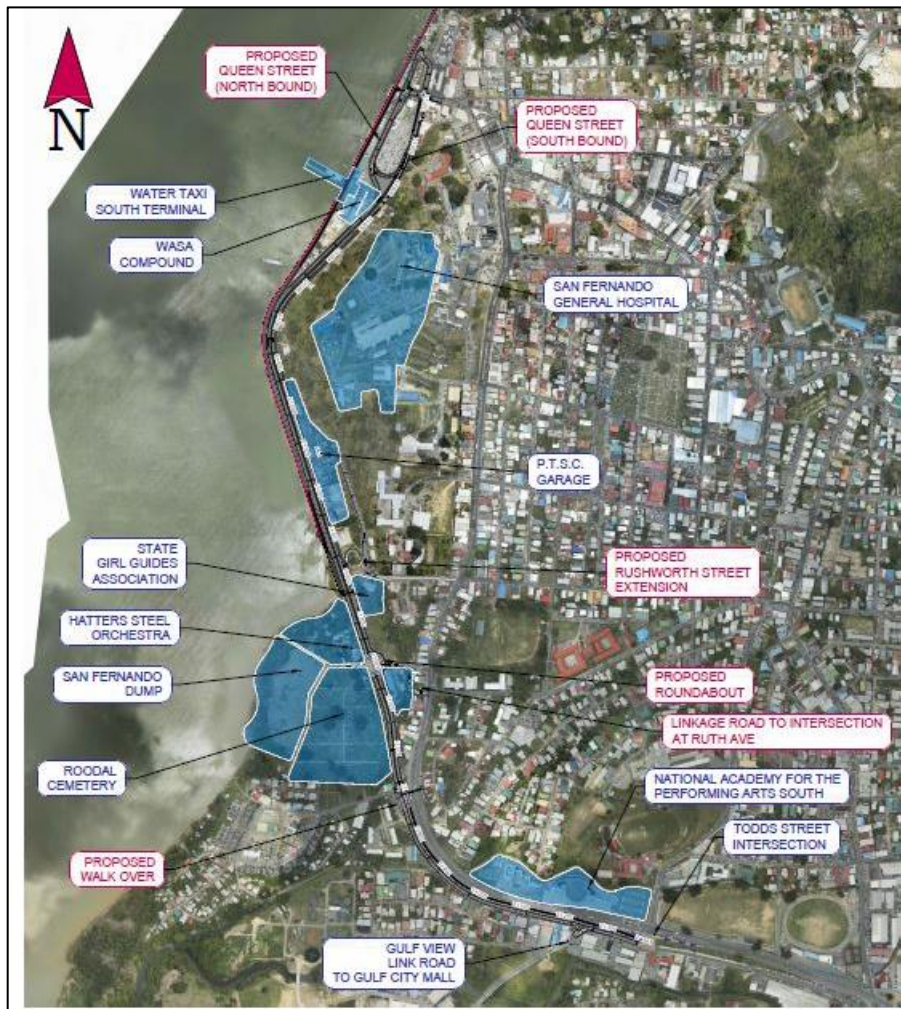 PROPOSED
QUEEN STREET
(NORTH BOUND)
PROPOSED
QUEEN STREET
(SOUTH BOUND)
N
WATER TAXI
SOUTH TERMINAL
WASA
COMPOUND
SAN FERNANDO
GENERAL HOSPITAL
P.T.S.C.
GARAGE
STATE
GIRL GUIDES
ASSOCIATION
PROPOSED
RUSHWORTH STREET
EXTENSION
HATTERS STEEL
ORCHESTRA
SAN FERNANDO
DUMP
PROPOSED
ROUNDABOUT
LINKAGE ROAD TO INTERSECTION
AT RUTH AVE
ROODAL
CEMETERY
NATIONAL ACADEMY FOR THE
PERFORMING ARTS SOUTH
TODDS STREET
INTERSECTION
PROPOSED
WALK OVER
GULF VIEW
LINK ROAD
TO GULF CITY MALL